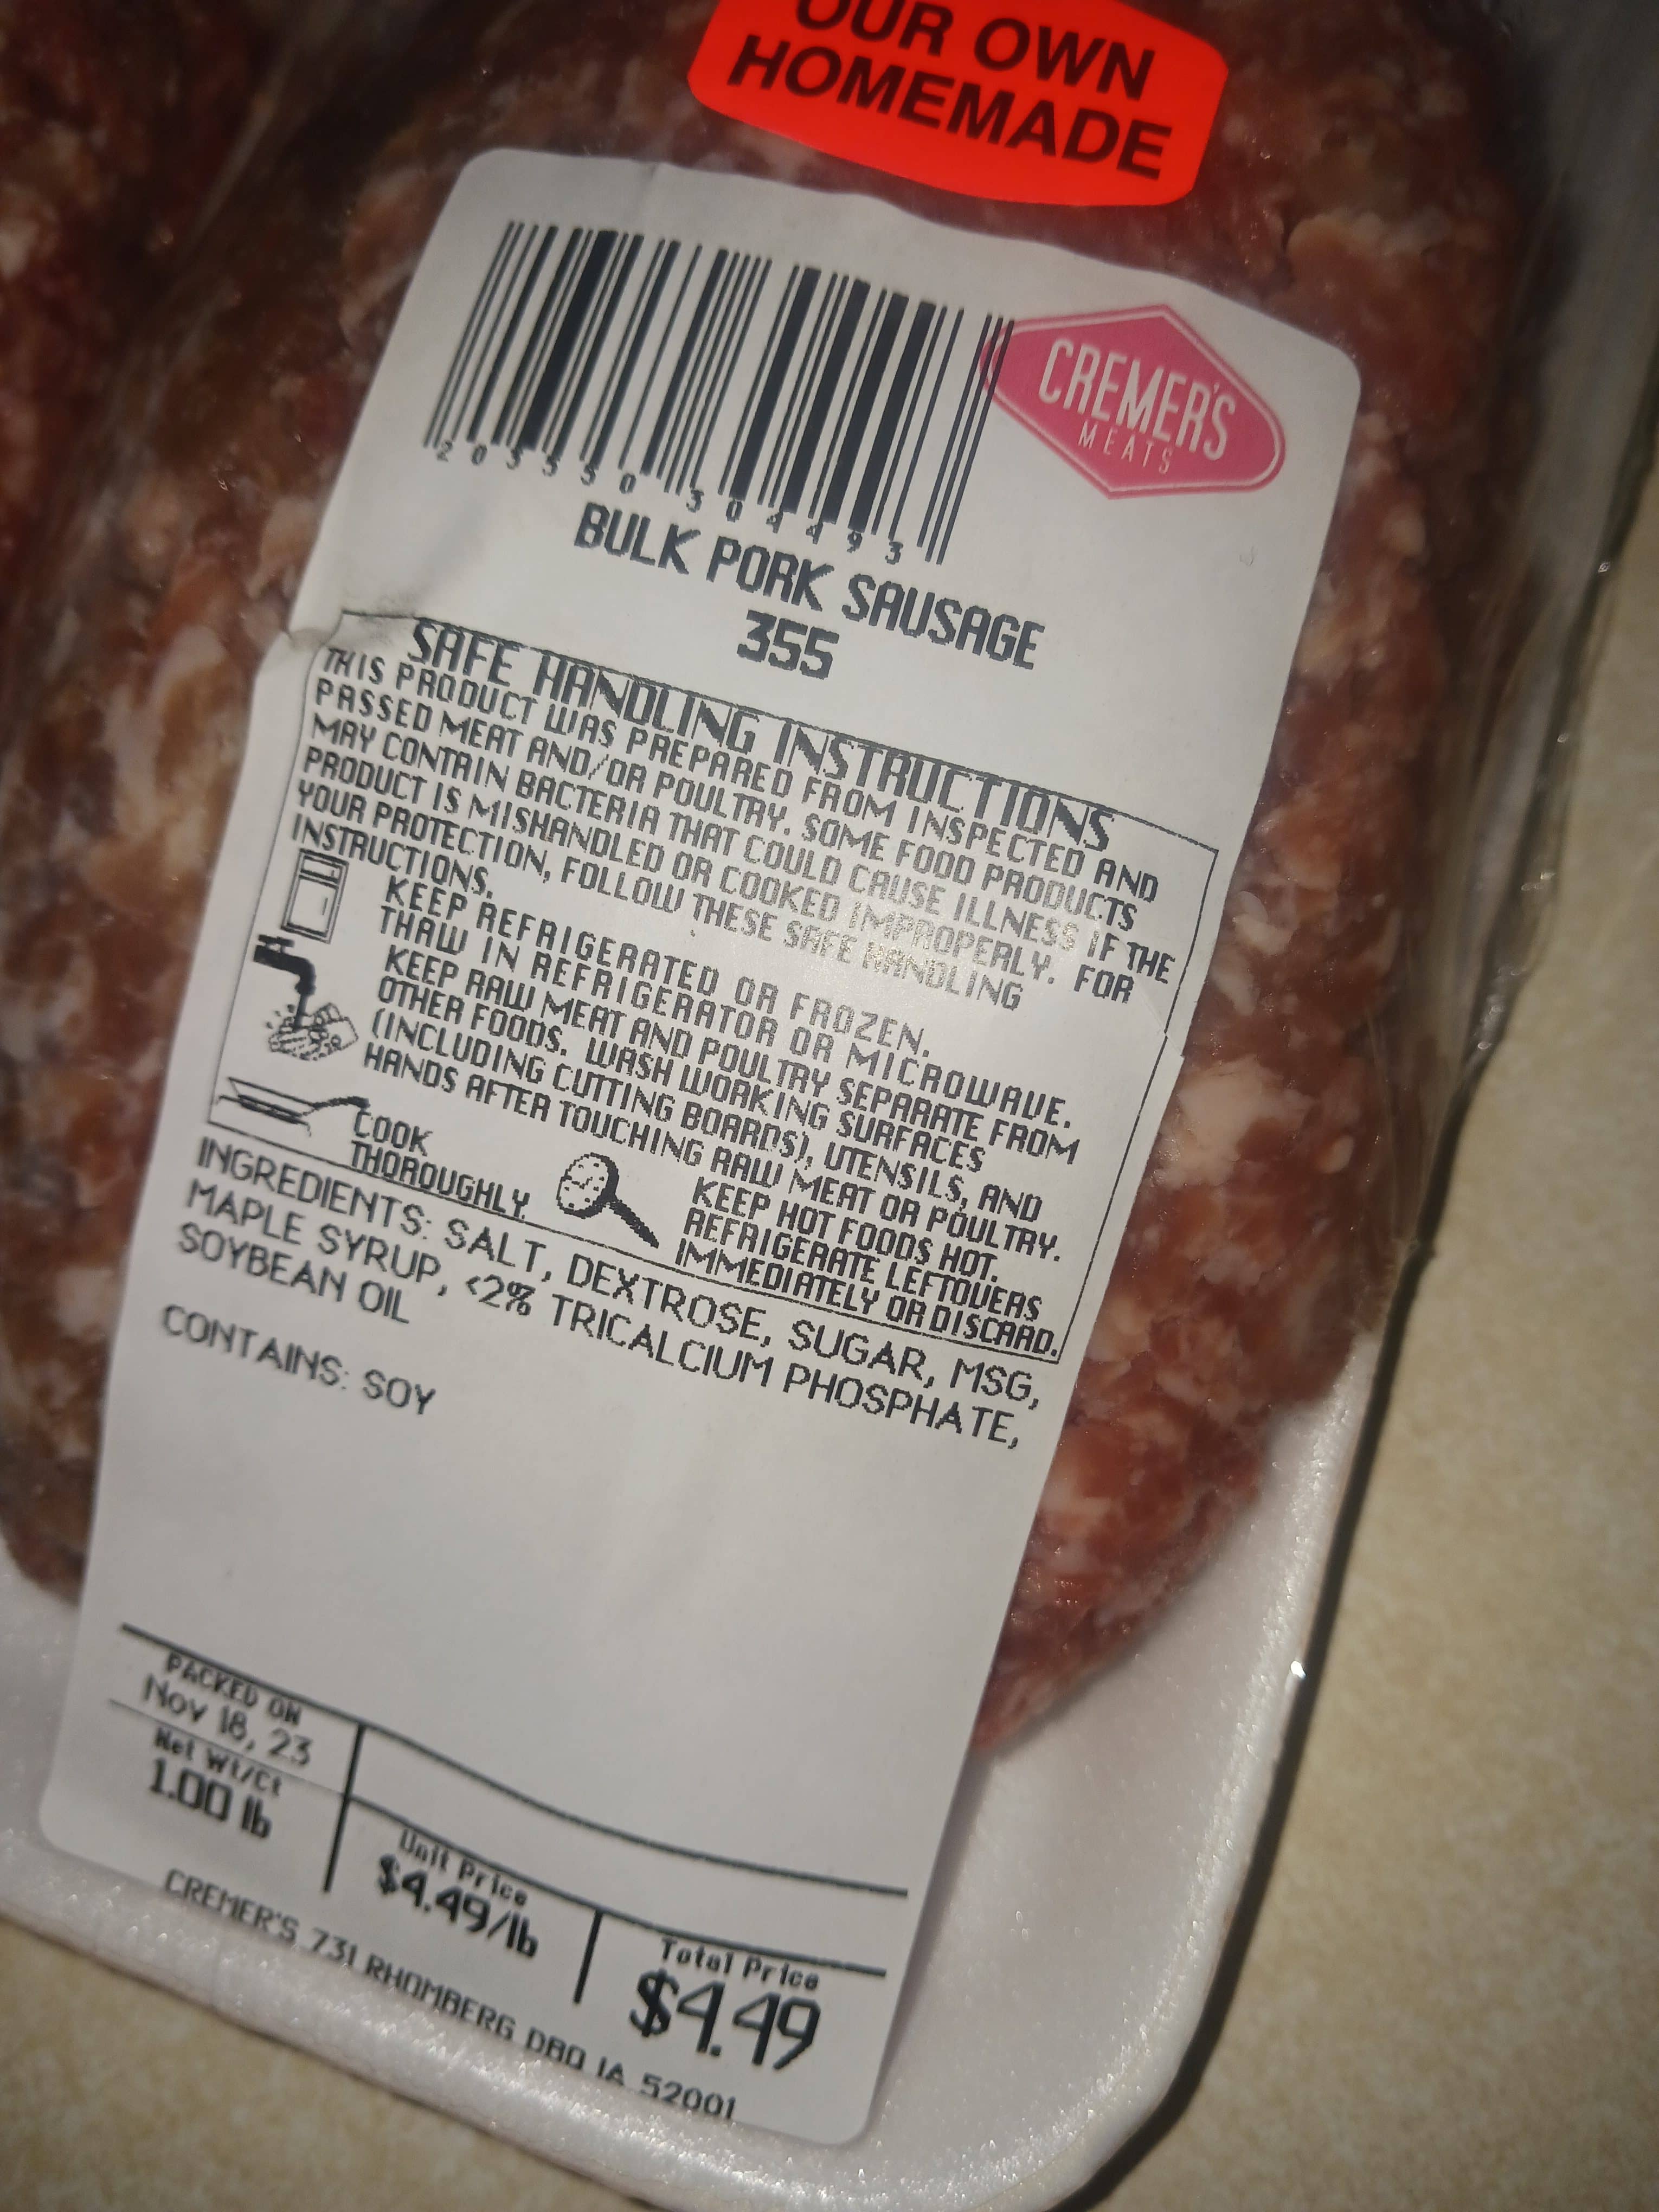 OUR OWN
HOMEMADE
CREMER'S
MEATS
2 03550 304493
BULK PORK SAUSAGE
355
SAFE HANDLING INSTRUCTIONS
THIS PRODUCT WAS PREPARED FROM INSPECTED AND
PASSED MEAT AND/OR POULTRY. SOME FOOD PRODUCTS
MAY CONTAIN BACTERIA THAT COULD CAUSE ILLNESS IF THE
PRODUCT IS MISHANDLED OR COOKED IMPROPERLY. FOR
YOUR PROTECTION, FOLLOW THESE SAFE HANDLING
INSTRUCTIONS.
KEEP REFRIGERATED OR FROZEN.
THAW IN REFRIGERATOR OR MICROWAVE.
KEEP RAW MEAT AND POULTRY SEPARATE FROM
OTHER FOODS. WASH WORKING SURFACES
(INCLUDING CUTTING BOARDS), UTENSILS, AND
HANDS AFTER TOUCHING RAW MEAT OR POULTRY.
COOK
THOROUGHLY.
KEEP HOT FOODS HOT.
REFRIGERATE LEFTOVERS
IMMEDIATELY OR DISCARD.
INGREDIENTS: SALT, DEXTROSE, SUGAR, MSG,
MAPLE SYRUP, <2% TRICALCIUM PHOSPHATE,
SOYBEAN OIL
CONTAINS: SOY
PACKED ON
Nov 18, 23
Net Wt/Ct
1.00 lb
Unit Price
$4.49/lb
Total Price
$4.49
CREMER'S 731 RHOMBERG DBQ IA 52001